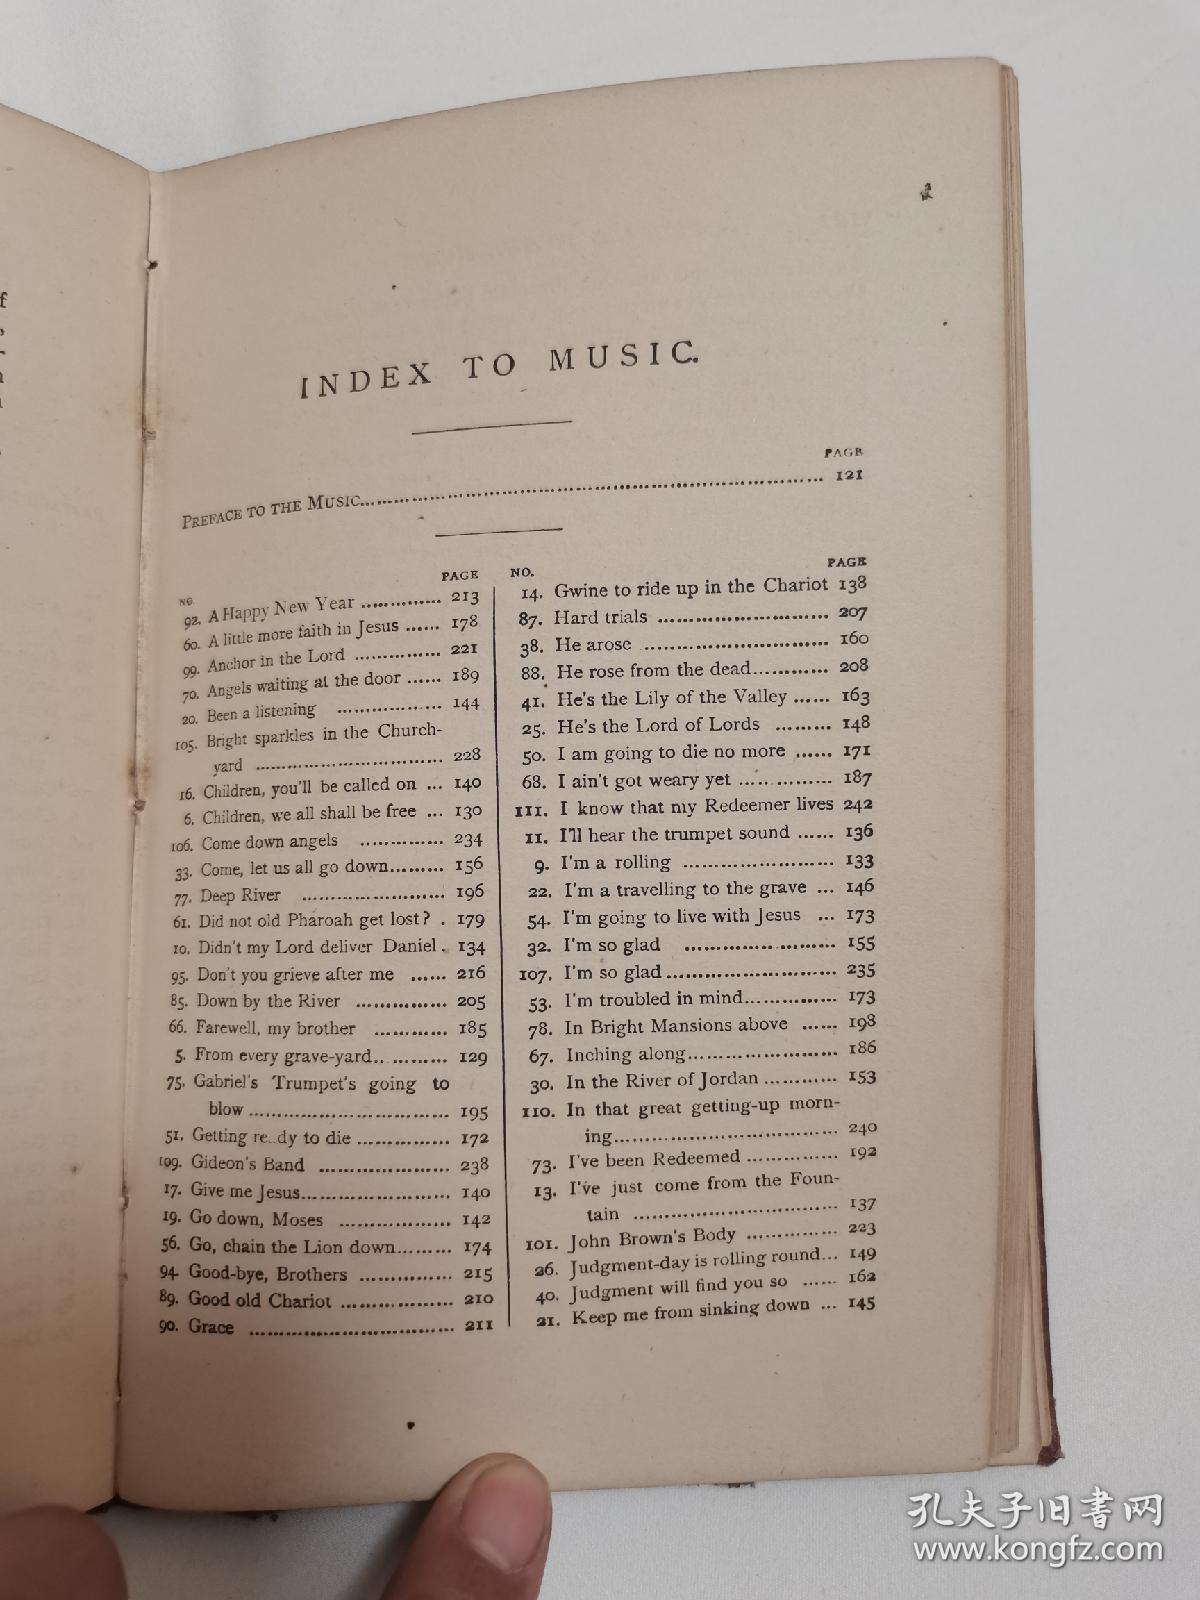 f
INDEX TO MUSIC.
PAGE
PREFACE TO THE MUSIC................ 121
NO. PAGE
92. A Happy New Year .............. 213
60. A little more faith in Jesus ...... 178
99. Anchor in the Lord ............... 221
70. Angels waiting at the door ...... 189
20. Been a listening .................. 144
105. Bright sparkles in the Church-
yard ................................ 228
16. Children, you'll be called on ... 140
6. Children, we all shall be free ... 130
106. Come down angels ............... 234
33. Come, let us all go down......... 156
77. Deep River ........................ 196
61. Did not old Pharoah get lost? . 179
10. Didn't my Lord deliver Daniel. 134
95. Don't you grieve after me ...... 216
85. Down by the River ............... 205
66. Farewell, my brother ............ 185
5. From every grave-yard............ 129
75. Gabriel's Trumpet's going to
blow ................................. 195
51. Getting re..dy to die ............... 172
109. Gideon's Band ..................... 238
17. Give me Jesus........................ 140
19. Go down, Moses .................. 142
56. Go, chain the Lion down......... 174
94. Good-bye, Brothers ............... 215
89. Good old Chariot .................. 210
90. Grace ................................. 211
NO. PAGE
14. Gwine to ride up in the Chariot 138
87. Hard trials ........................... 207
38. He arose .............................. 160
88. He rose from the dead............ 208
41. He's the Lily of the Valley ...... 163
25. He's the Lord of Lords ......... 148
50. I am going to die no more ...... 171
68. I ain't got weary yet ............... 187
111. I know that my Redeemer lives 242
11. I'll hear the trumpet sound ...... 136
9. I'm a rolling ........................ 133
22. I'm a travelling to the grave ... 146
54. I'm going to live with Jesus ... 173
32. I'm so glad ........................ 155
107. I'm so glad........................... 235
53. I'm troubled in mind............... 173
78. In Bright Mansions above ...... 198
67. Inching along........................ 186
30. In the River of Jordan ............ 153
110. In that great getting-up morn-
ing.................................... 240
73. I've been Redeemed ............... 192
13. I've just come from the Foun-
tain ................................. 137
101. John Brown's Body ............... 223
26. Judgment-day is rolling round... 149
40. Judgment will find you so ...... 162
21. Keep me from sinking down ... 145
孔夫子旧书网
www.kongfz.com